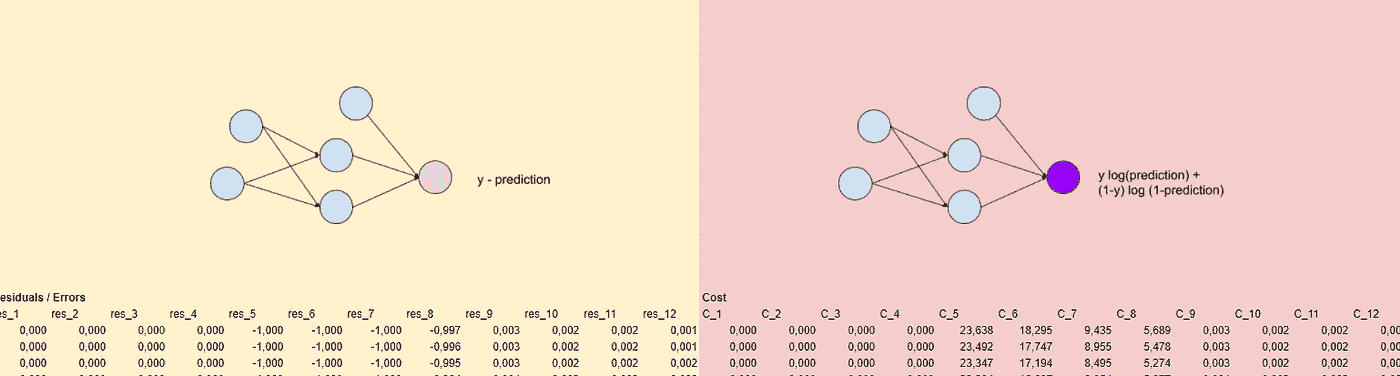 y - prediction
y log(prediction) +
(1-y) log (1-prediction)
esiduals / Errors
es_1 res_2 res_3 res_4 res_5 res_6 res_7 res_8 res_9 res_10 res_11 res_12
0,000 0,000 0,000 0,000 -1,000 -1,000 -1,000 -0,997 0,003 0,002 0,002 0,001
0,000 0,000 0,000 0,000 -1,000 -1,000 -1,000 -0,996 0,003 0,002 0,002 0,001
0,000 0,000 0,000 0,000 -1,000 -1,000 -1,000 -0,995 0,003 0,002 0,002 0,002
Cost
C_1 C_2 C_3 C_4 C_5 C_6 C_7 C_8 C_9 C_10 C_11 C_12
0,000 0,000 0,000 0,000 23,638 18,295 9,435 5,689 0,003 0,002 0,002 0,00
0,000 0,000 0,000 0,000 23,492 17,747 8,955 5,478 0,003 0,002 0,002 0,00
0,000 0,000 0,000 0,000 23,347 17,194 8,495 5,274 0,003 0,002 0,002 0,00